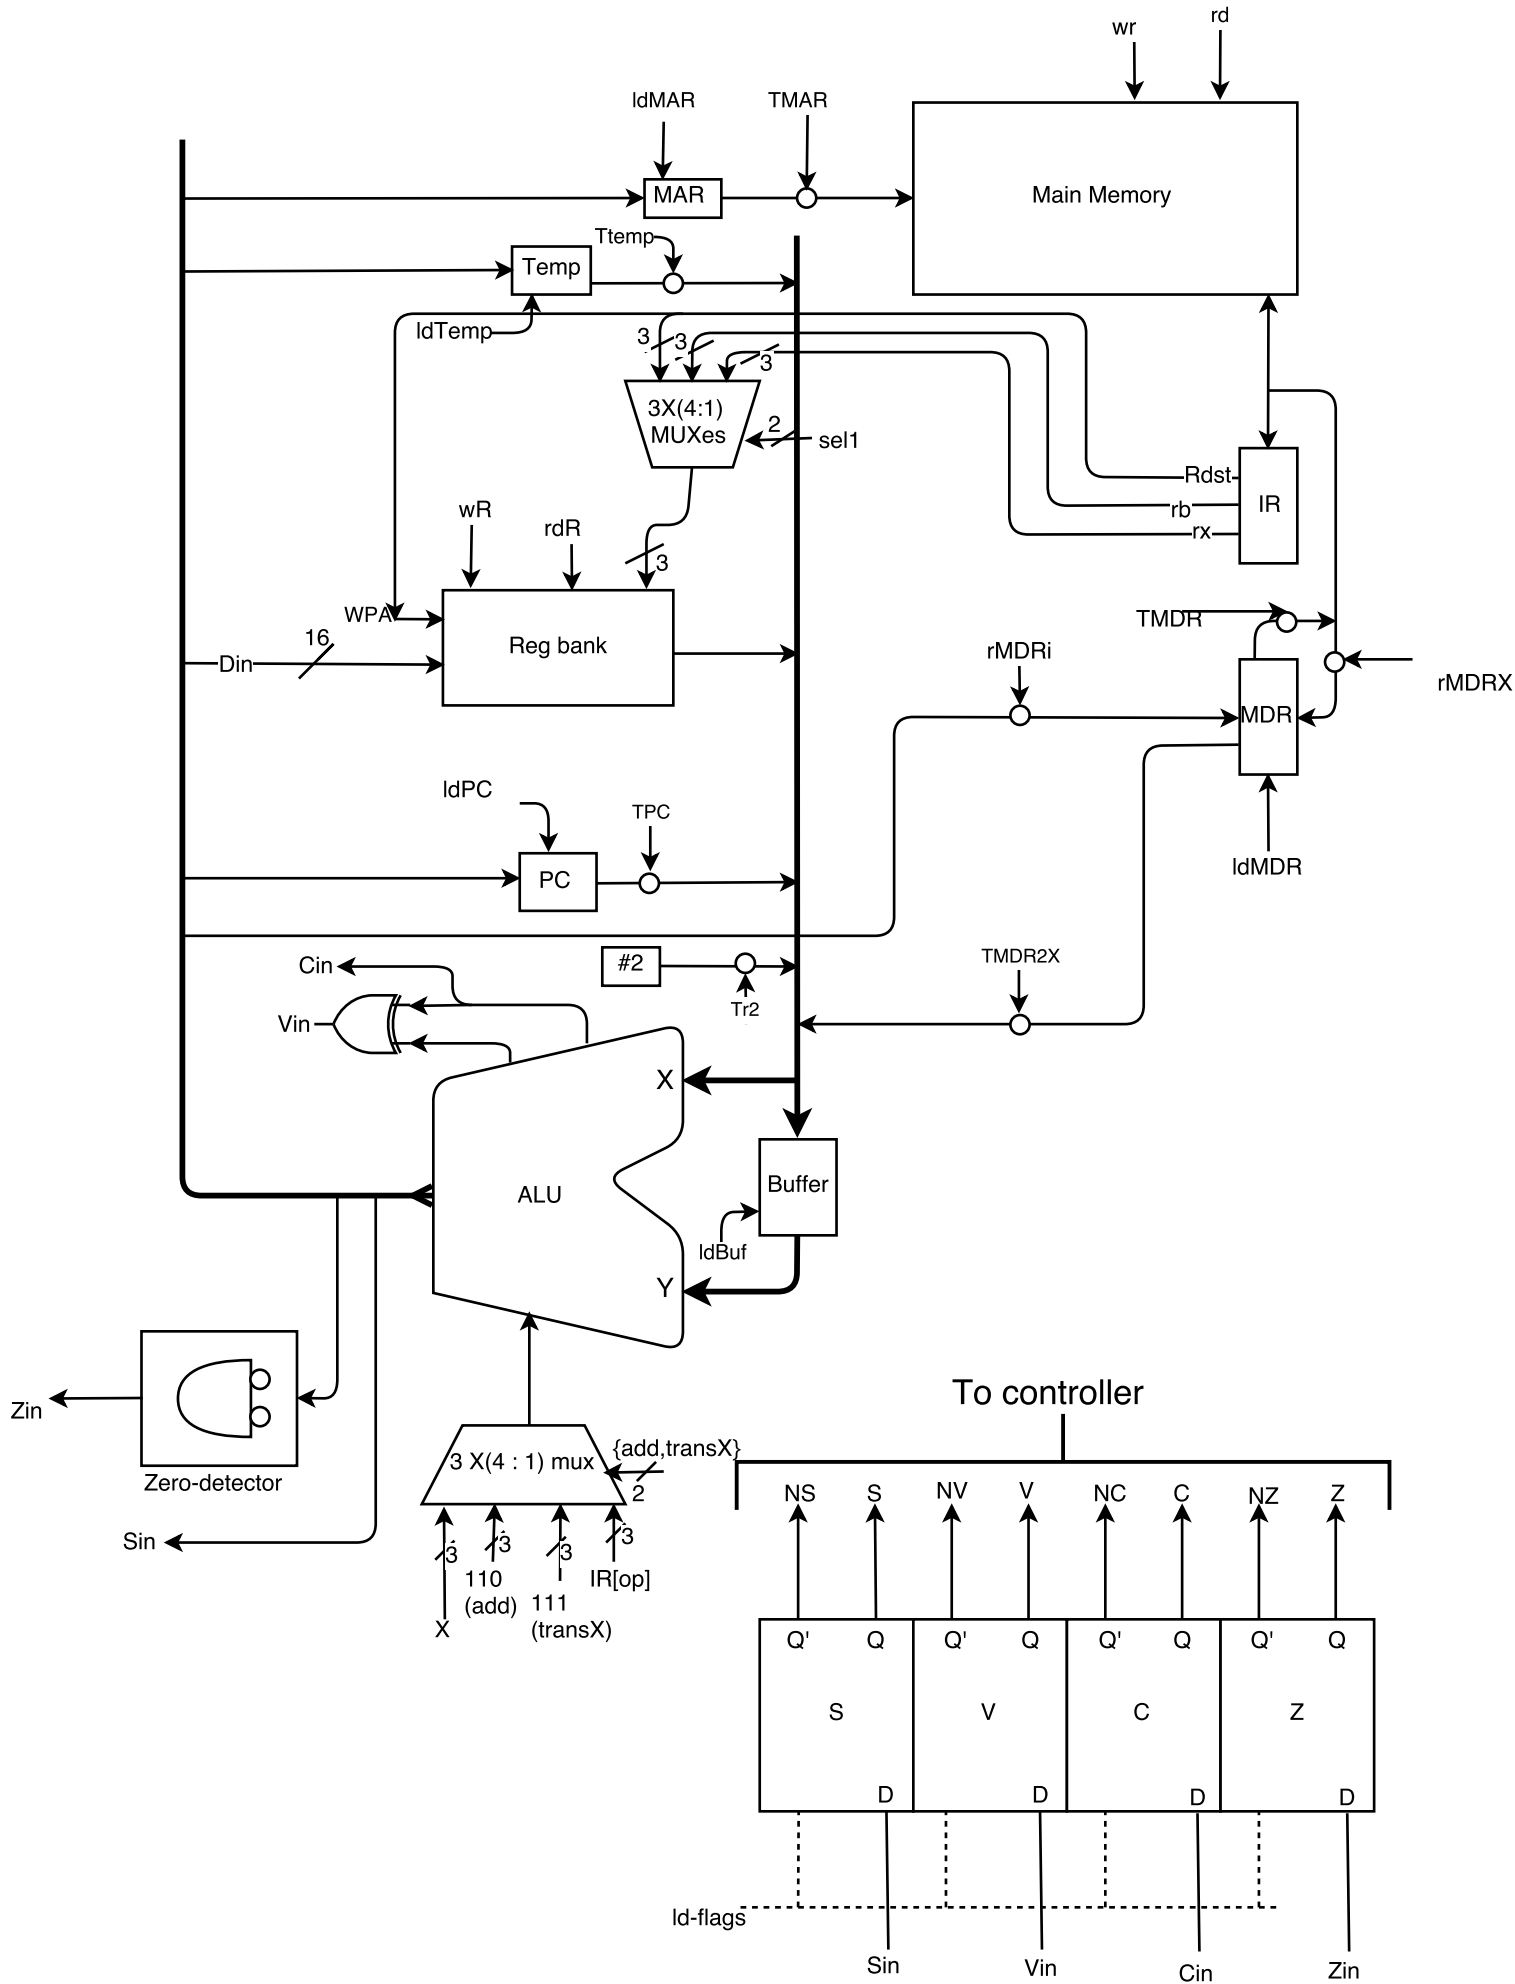 wr
rd
ldMAR
TMAR
MAR
Main Memory
Ttemp
Temp
ldTemp
3
3
3
3X(4:1)
MUXes
2
sel1
Rdst
rb
rx
IR
wR
rdR
3
WPA
16
Din
Reg bank
TMDR
rMDRi
rMDRX
MDR
ldPC
TPC
PC
ldMDR
Cin
#2
TMDR2X
Tr2
Vin
X
ALU
Buffer
ldBuf
Y
Zin
Zero-detector
3 X(4 : 1) mux
{add,transX}
2
To controller
Sin
3
3
3
3
X
110
(add)
111
(transX)
IR[op]
NS
S
NV
V
NC
C
NZ
Z
Q'
Q
Q'
Q
Q'
Q
Q'
Q
S
V
C
Z
D
D
D
D
ld-flags
Sin
Vin
Cin
Zin